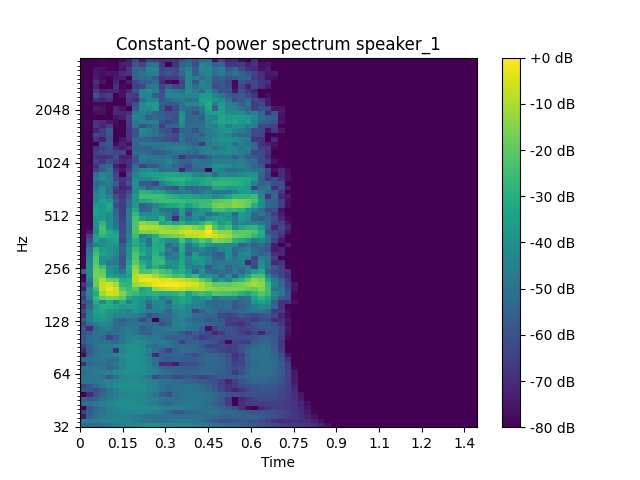 Constant-Q power spectrum speaker_1
+0 dB
-10 dB
-20 dB
-30 dB
-40 dB
-50 dB
-60 dB
-70 dB
-80 dB
Hz
2048
1024
512
256
128
64
32
0 0.15 0.3 0.45 0.6 0.75 0.9 1.1 1.2 1.4
Time